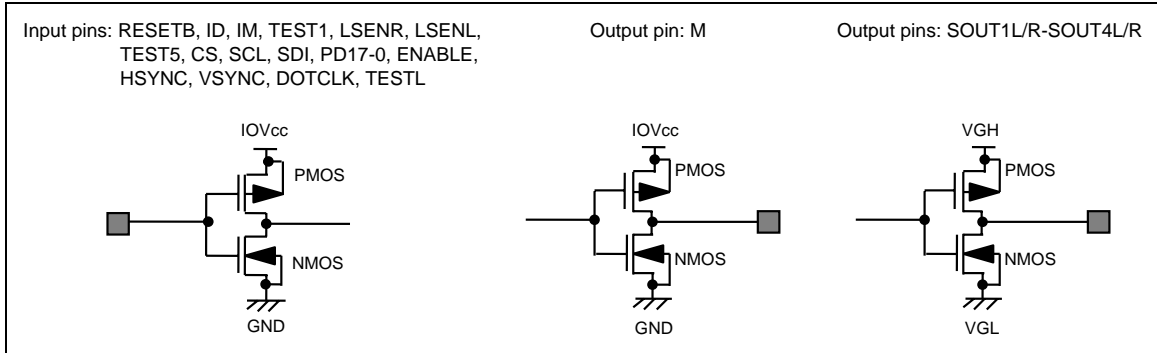 Input pins: RESETB, ID, IM, TEST1, LSENR, LSENL,
TEST5, CS, SCL, SDI, PD17-0, ENABLE,
HSYNC, VSYNC, DOTCLK, TESTL
IOVcc
PMOS
NMOS
GND
Output pin: M
IOVcc
PMOS
NMOS
GND
Output pins: SOUT1L/R-SOUT4L/R
VGH
PMOS
NMOS
VGL